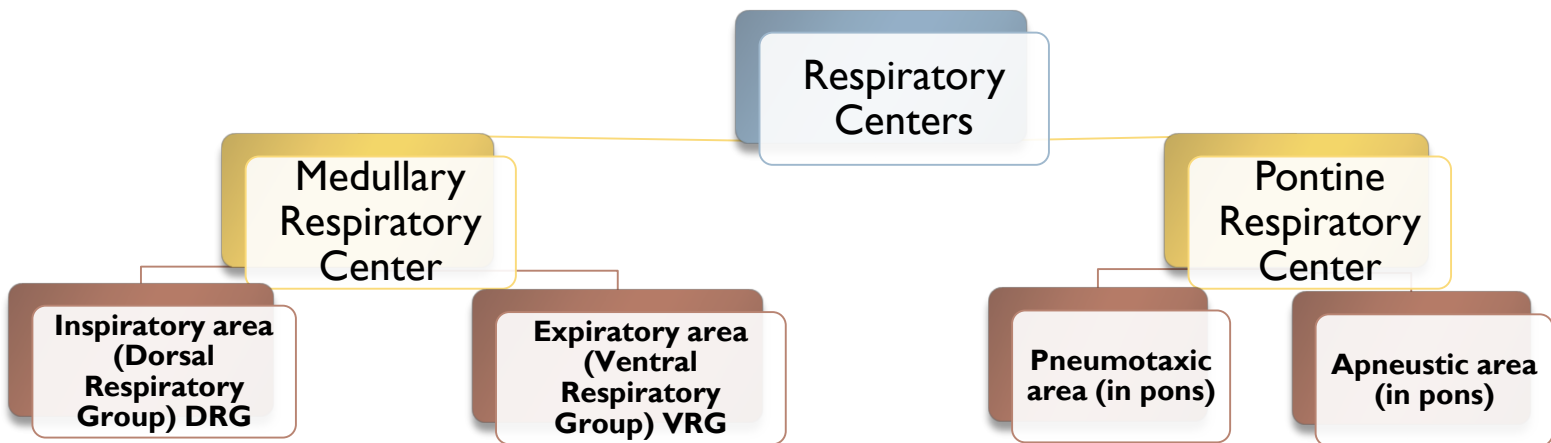 Respiratory
Centers
Medullary
Respiratory
Center
Pontine
Respiratory
Center
Inspiratory area
(Dorsal
Respiratory
Group) DRG
Expiratory area
(Ventral
Respiratory
Group) VRG
Pneumotaxic
area (in pons)
Apneustic area
(in pons)